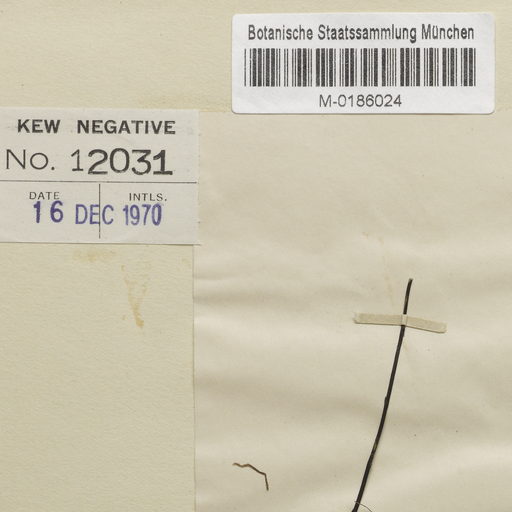 Botanische Staatssammlung München
M-0186024
KEW NEGATIVE
No. 12031
DATE INTLS.
16 DEC 1970